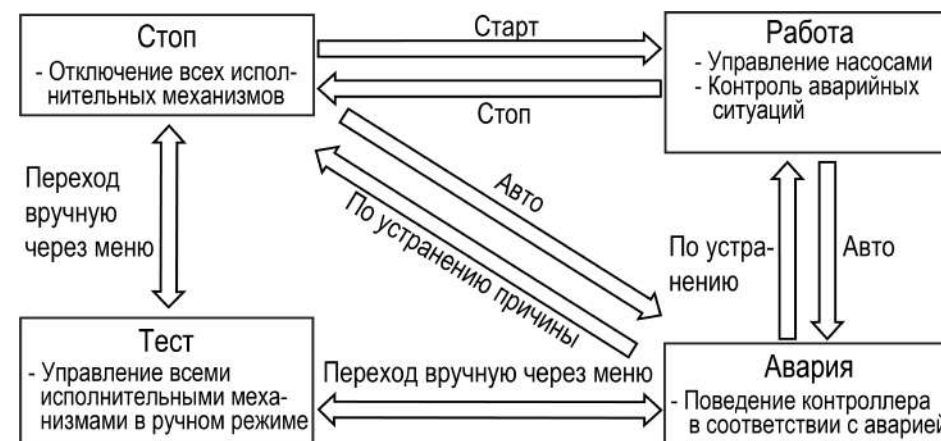 Стоп
- Отключение всех испол-
нительных механизмов
Старт
Стоп
Работа
- Управление насосами
- Контроль аварийных
ситуаций
Переход
вручную
через меню
Авто
По устранению причины
По устра-
нению
Авто
Тест
- Управление всеми
исполнительными меха-
низмами в ручном режиме
Переход вручную через меню
Авария
- Поведение контроллера
в соответствии с аварией